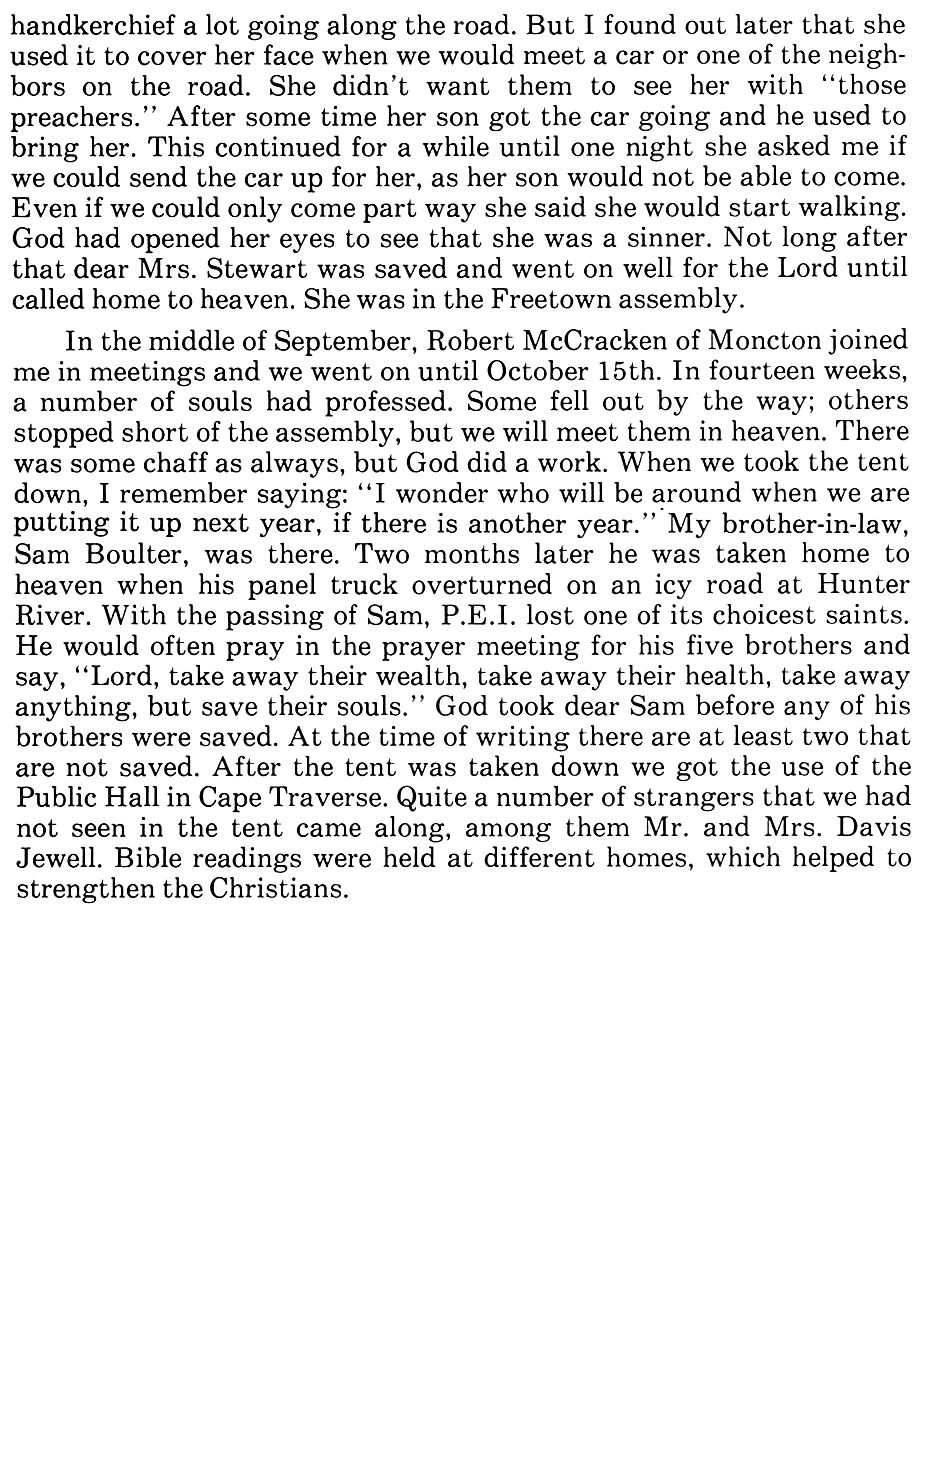 handkerchief a lot going along the road. But I found out later that she
used it to cover her face when we would meet a car or one of the neigh-
bors on the road. She didn't want them to see her with "those
preachers." After some time her son got the car going and he used to
bring her. This continued for a while until one night she asked me if
we could send the car up for her, as her son would not be able to come.
Even if we could only come part way she said she would start walking.
God had opened her eyes to see that she was a sinner. Not long after
that dear Mrs. Stewart was saved and went on well for the Lord until
called home to heaven. She was in the Freetown assembly.
In the middle of September, Robert McCracken of Moncton joined
me in meetings and we went on until October 15th. In fourteen weeks,
a number of souls had professed. Some fell out by the way; others
stopped short of the assembly, but we will meet them in heaven. There
was some chaff as always, but God did a work. When we took the tent
down, I remember saying: "I wonder who will be around when we are
putting it up next year, if there is another year." My brother-in-law,
Sam Boulter, was there. Two months later he was taken home to
heaven when his panel truck overturned on an icy road at Hunter
River. With the passing of Sam, P.E.I. lost one of its choicest saints.
He would often pray in the prayer meeting for his five brothers and
say, "Lord, take away their wealth, take away their health, take away
anything, but save their souls." God took dear Sam before any of his
brothers were saved. At the time of writing there are at least two that
are not saved. After the tent was taken down we got the use of the
Public Hall in Cape Traverse. Quite a number of strangers that we had
not seen in the tent came along, among them Mr. and Mrs. Davis
Jewell. Bible readings were held at different homes, which helped to
strengthen the Christians.